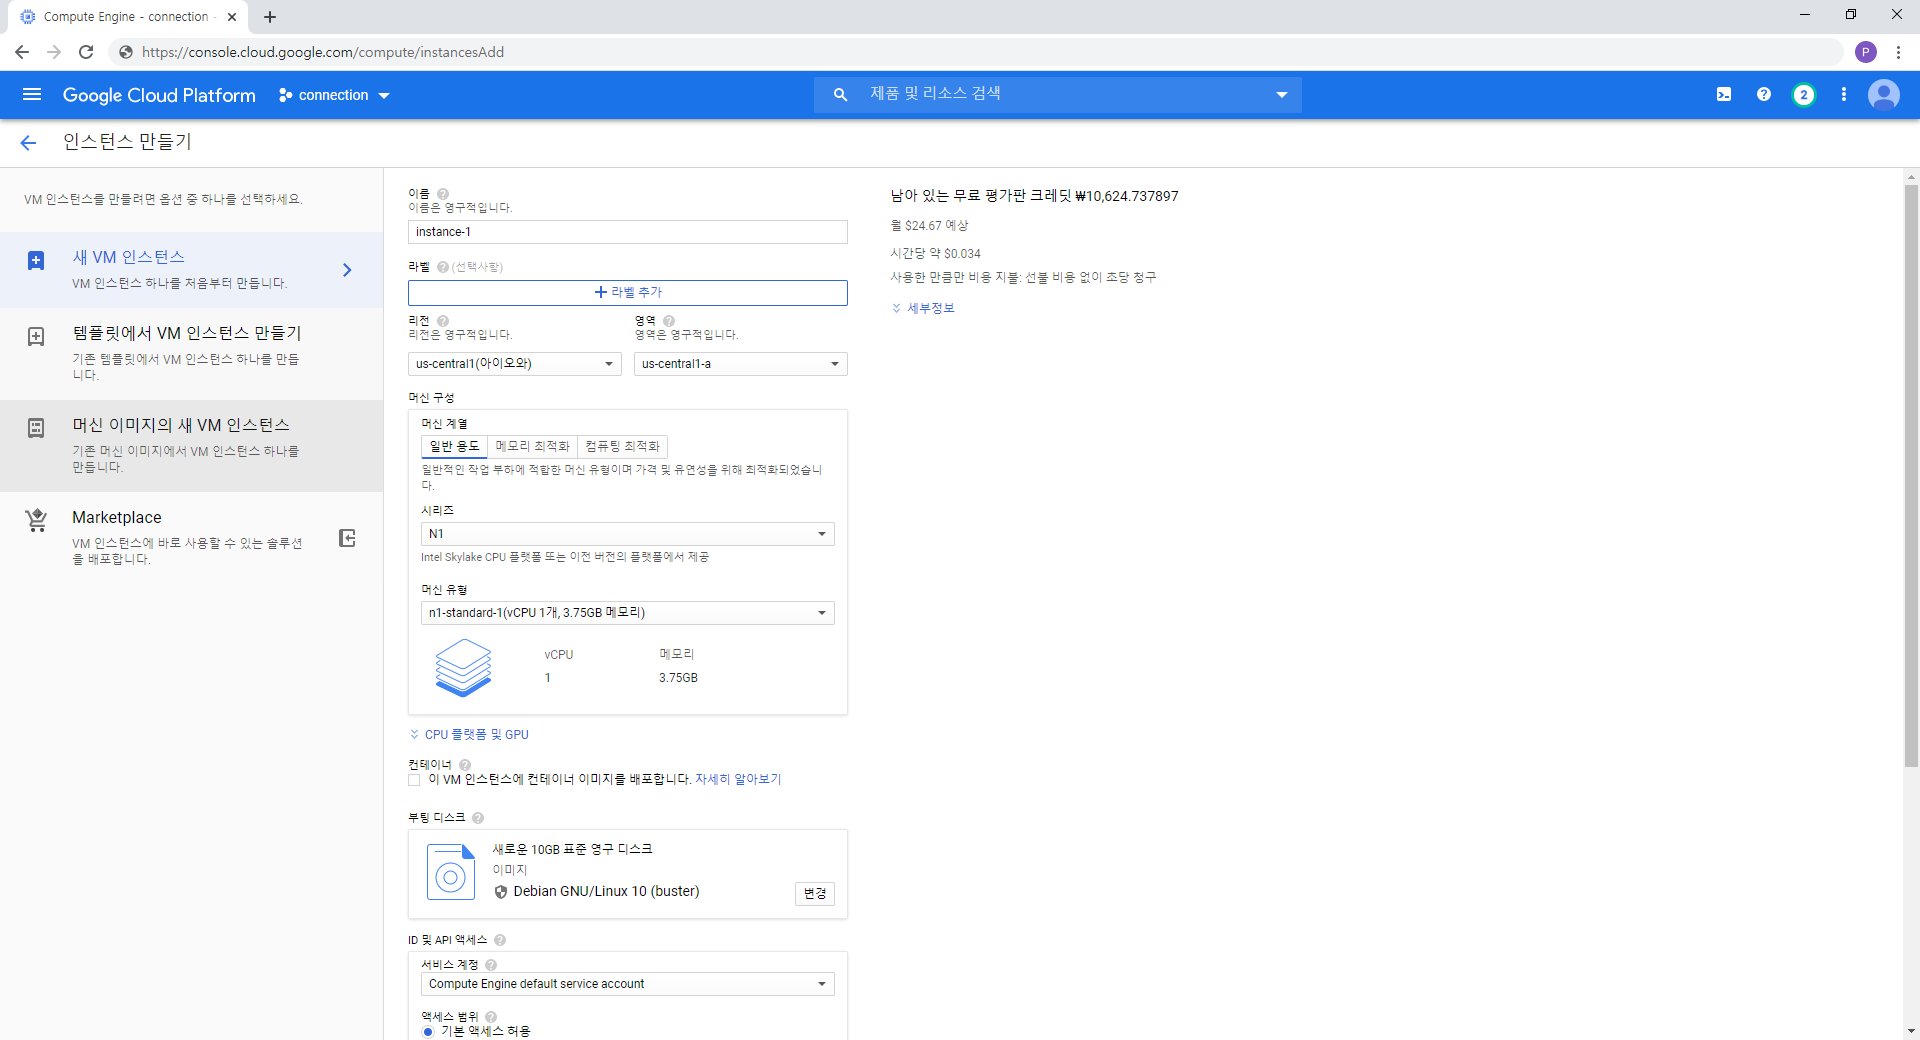 Compute Engine - connection -
https://console.cloud.google.com/compute/instancesAdd
P
Google Cloud Platform
connection
제품 및 리소스 검색
2
인스턴스 만들기
VM 인스턴스를 만들려면 옵션 중 하나를 선택하세요.
새 VM 인스턴스
VM 인스턴스 하나를 처음부터 만듭니다.
템플릿에서 VM 인스턴스 만들기
기존 템플릿에서 VM 인스턴스 하나를 만듭
니다.
머신 이미지의 새 VM 인스턴스
기존 머신 이미지에서 VM 인스턴스 하나를
만듭니다.
Marketplace
VM 인스턴스에 바로 사용할 수 있는 솔루션
을 배포합니다.
이름
이름은 영구적입니다.
instance-1
라벨 (선택사항)
라벨 추가
리전
리전은 영구적입니다.
us-central1(아이오와)
영역
영역은 영구적입니다.
us-central1-a
머신 구성
머신 계열
일반 용도 메모리 최적화 컴퓨팅 최적화
일반적인 작업 부하에 적합한 머신 유형이며 가격 및 유연성을 위해 최적화되었습니
다.
시리즈
N1
Intel Skylake CPU 플랫폼 또는 이전 버전의 플랫폼에서 제공
머신 유형
n1-standard-1(vCPU 1개, 3.75GB 메모리)
vCPU 메모리
1 3.75GB
CPU 플랫폼 및 GPU
컨테이너
이 VM 인스턴스에 컨테이너 이미지를 배포합니다. 자세히 알아보기
부팅 디스크
새로운 10GB 표준 영구 디스크
이미지
Debian GNU/Linux 10 (buster)
변경
ID 및 API 액세스
서비스 계정
Compute Engine default service account
액세스 범위
기본 액세스 허용
남아 있는 무료 평가판 크레딧 ₩10,624.737897
월 $24.67 예상
시간당 약 $0.034
사용한 만큼만 비용 지불: 선불 비용 없이 초당 청구
세부정보